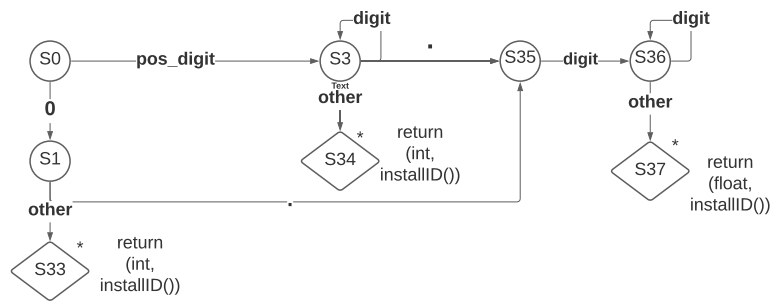 digit
digit
.
S0
pos_digit
S3
S35
digit
S36
Text
other
other
0
*
return
(int,
installID())
S34
*
return
(float,
installID())
S37
S1
other
.
*
return
(int,
installID())
S33